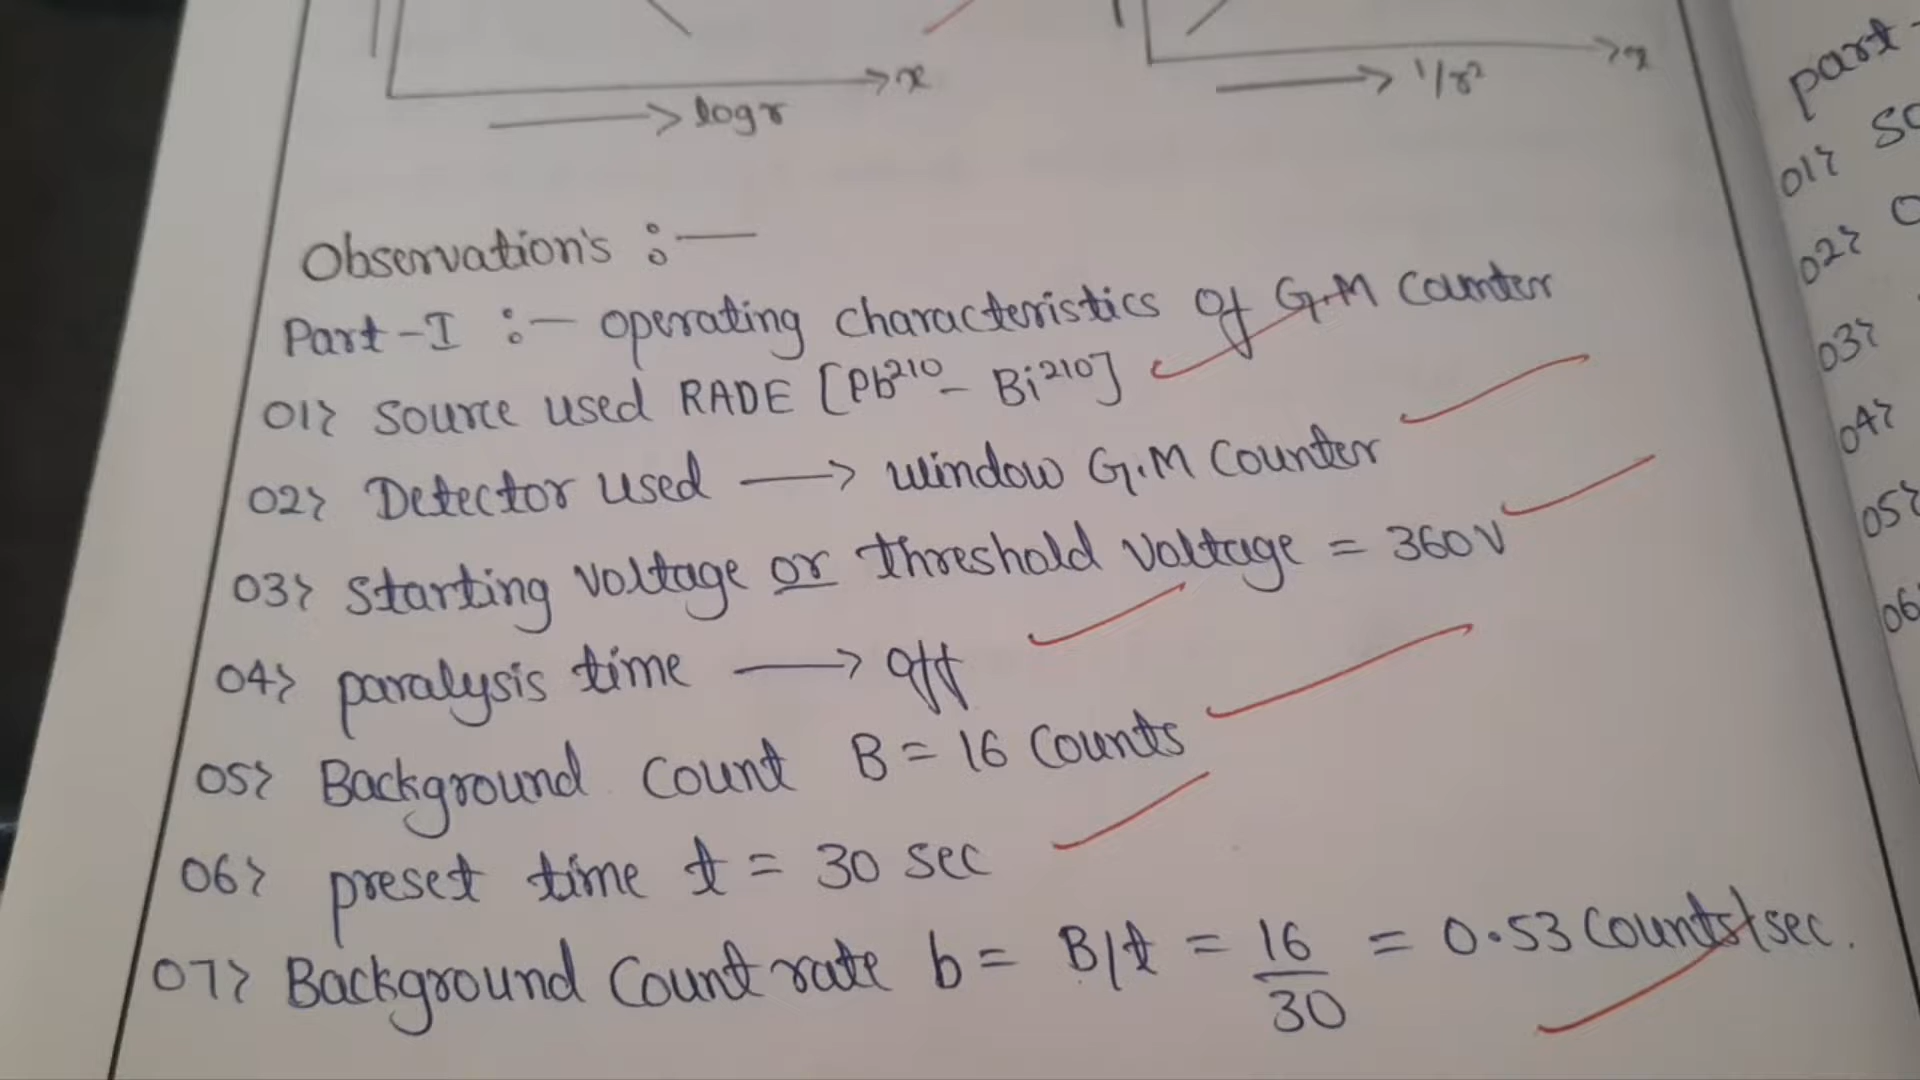 → x
→ log r
→ x
→ 1/r²
Observation's :—
Part-I :— operating characteristics of G.M Counter
01> Source used RADE [Pb²¹⁰ - Bi²¹⁰]
02> Detector used → window G.M Counter
03> Starting voltage or threshold voltage = 360 V
04> paralysis time → off
05> Background Count B = 16 Counts
06> preset time t = 30 sec
07> Background Count rate b = B/t = 16/30 = 0.53 Counts/sec.
part-
01>
02>
03>
04>
05>
06>